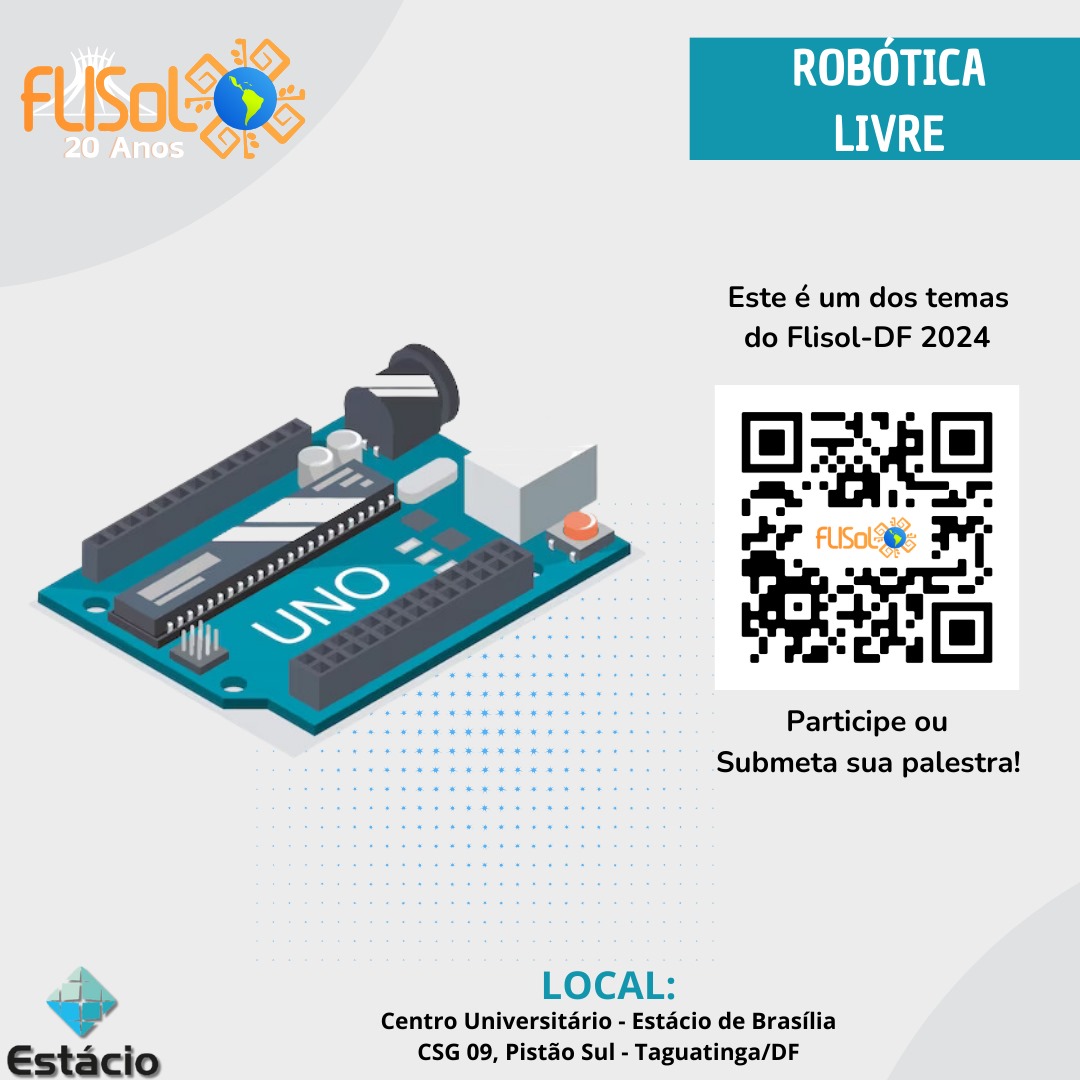 FLISoL
20 Anos
ROBÓTICA
LIVRE
Este é um dos temas
do Flisol-DF 2024
FLISoL
Participe ou
Submeta sua palestra!
UNO
LOCAL:
Centro Universitário - Estácio de Brasília
CSG 09, Pistão Sul - Taguatinga/DF
Estácio